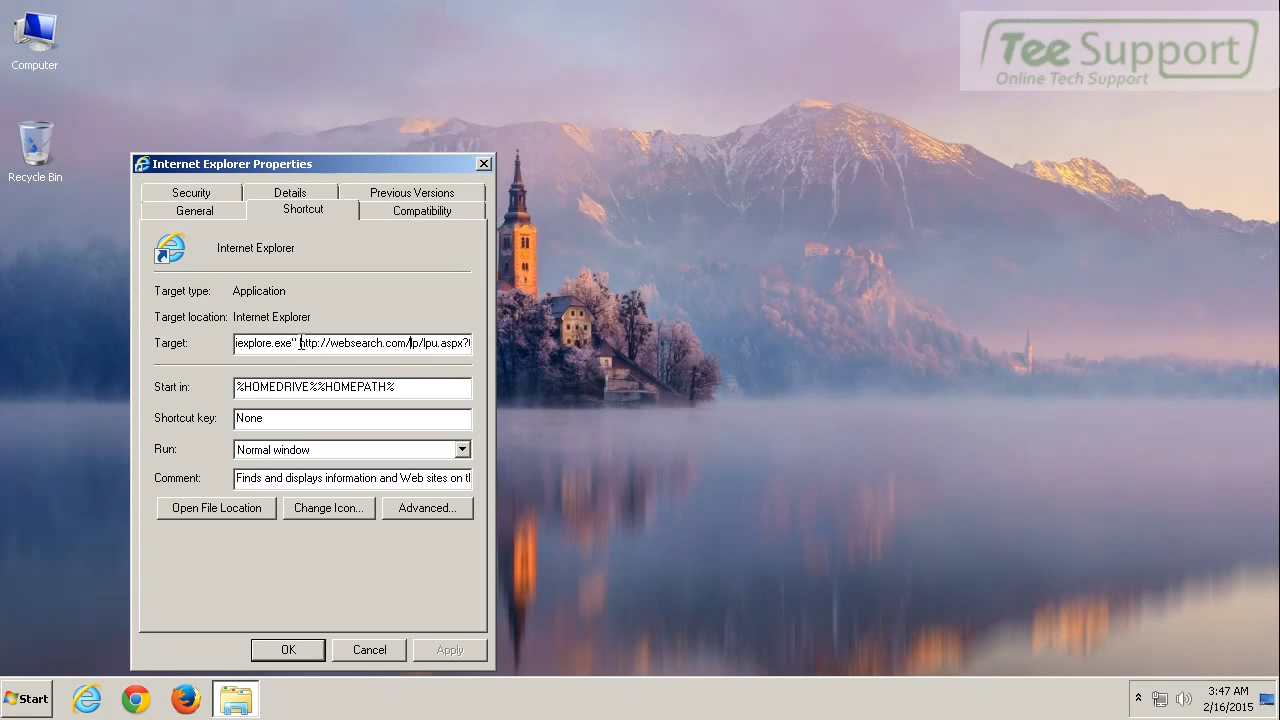 Computer
Recycle Bin
Tee Support
Online Tech Support
Internet Explorer Properties
Security Details Previous Versions
General Shortcut Compatibility
Internet Explorer
Target type: Application
Target location: Internet Explorer
Target: iexplore.exe" http://websearch.com/lp/lpu.aspx?
Start in: %HOMEDRIVE%%HOMEPATH%
Shortcut key: None
Run: Normal window
Comment: Finds and displays information and Web sites on
Open File Location Change Icon... Advanced...
OK Cancel Apply
Start
3:47 AM
2/16/2015